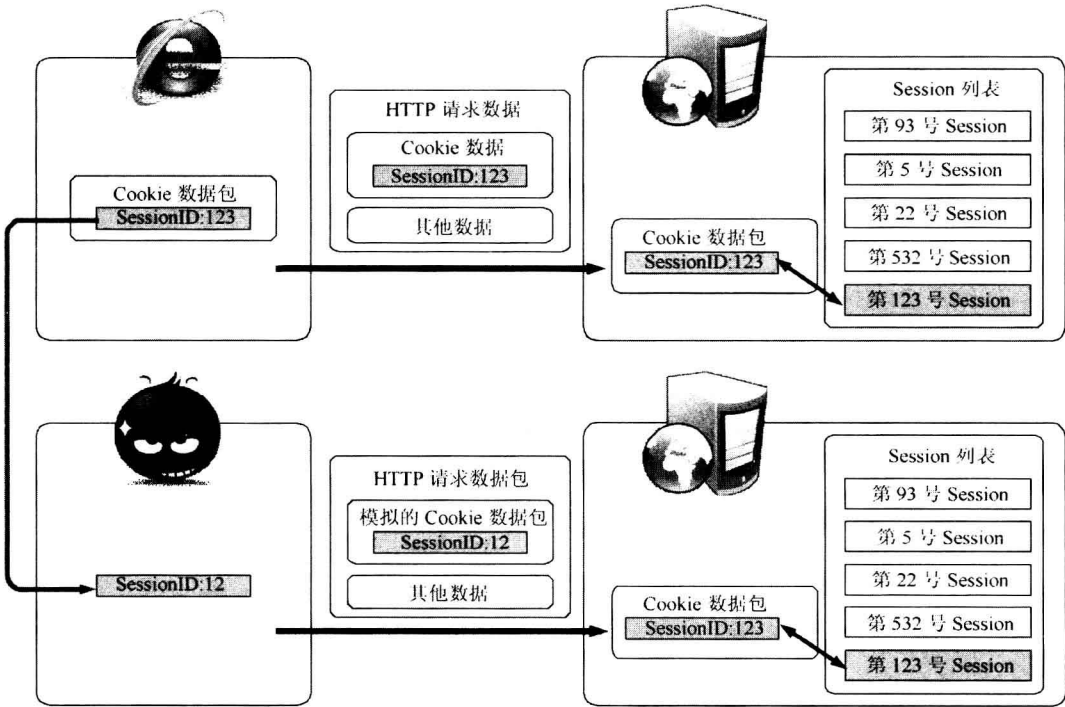 HTTP 请求数据
Cookie 数据
SessionID:123
其他数据
Cookie 数据包
SessionID:123
Cookie 数据包
SessionID:123
Session 列表
第 93 号 Session
第 5 号 Session
第 22 号 Session
第 532 号 Session
第 123 号 Session
HTTP 请求数据包
模拟的 Cookie 数据包
SessionID:12
其他数据
SessionID:12
Cookie 数据包
SessionID:123
Session 列表
第 93 号 Session
第 5 号 Session
第 22 号 Session
第 532 号 Session
第 123 号 Session